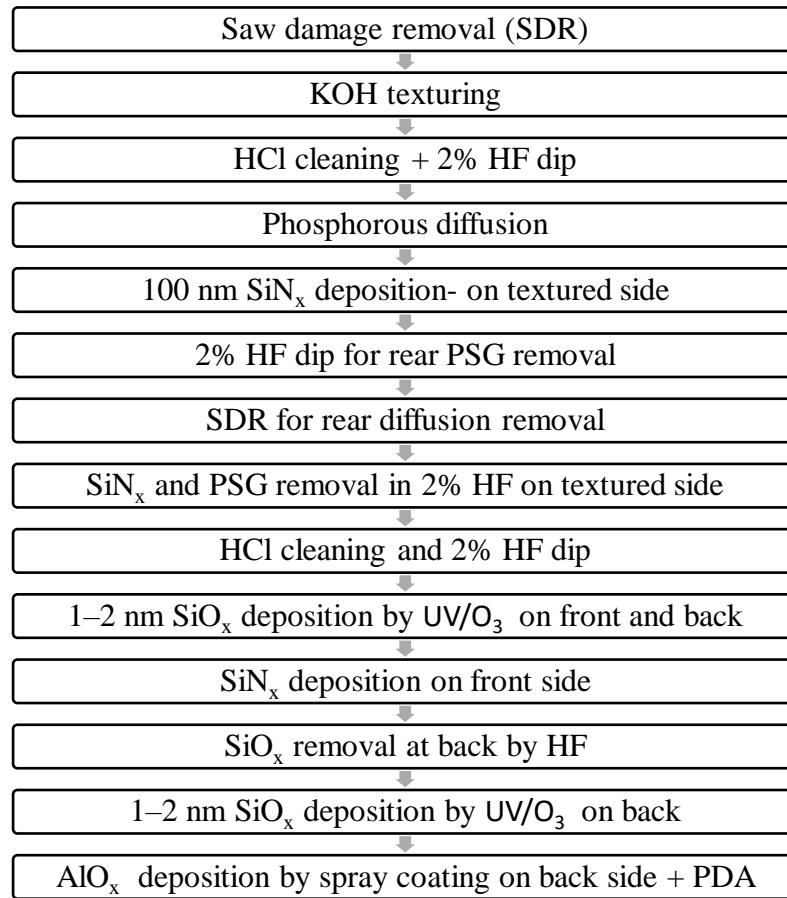 Saw damage removal (SDR)
KOH texturing
HCl cleaning + 2% HF dip
Phosphorous diffusion
100 nm SiNₓ deposition- on textured side
2% HF dip for rear PSG removal
SDR for rear diffusion removal
SiNₓ and PSG removal in 2% HF on textured side
HCl cleaning and 2% HF dip
1–2 nm SiOₓ deposition by UV/O₃ on front and back
SiNₓ deposition on front side
SiOₓ removal at back by HF
1–2 nm SiOₓ deposition by UV/O₃ on back
AlOₓ deposition by spray coating on back side + PDA